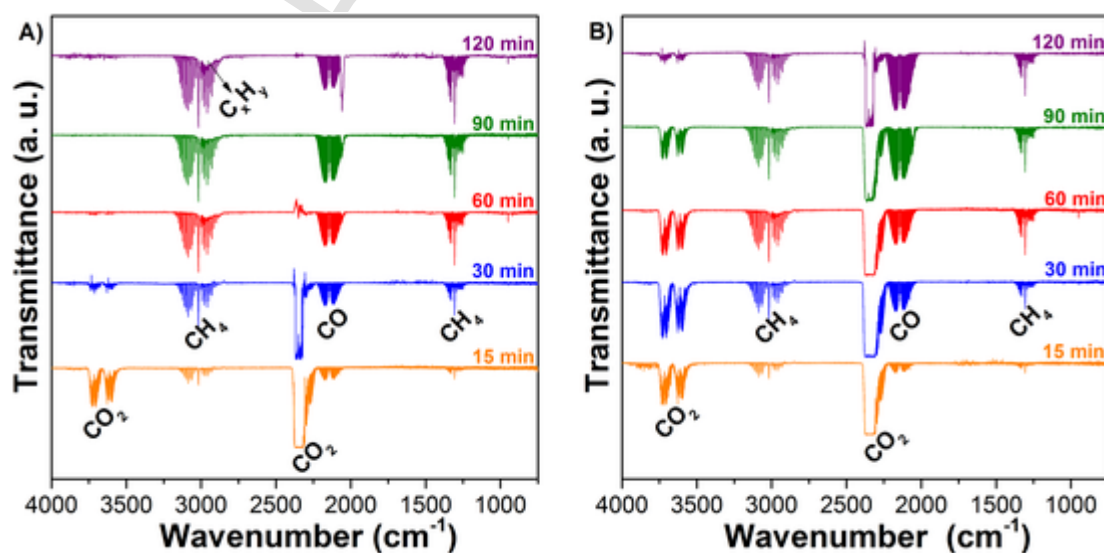 A)
Transmittance (a. u.)
120 min
CxHy
90 min
60 min
30 min
CH4
CO
CH4
15 min
CO2
CO2
4000 3500 3000 2500 2000 1500 1000
Wavenumber (cm-1)
B)
Transmittance (a. u.)
120 min
90 min
60 min
30 min
CH4
CO
CH4
15 min
CO2
CO2
4000 3500 3000 2500 2000 1500 1000
Wavenumber (cm-1)